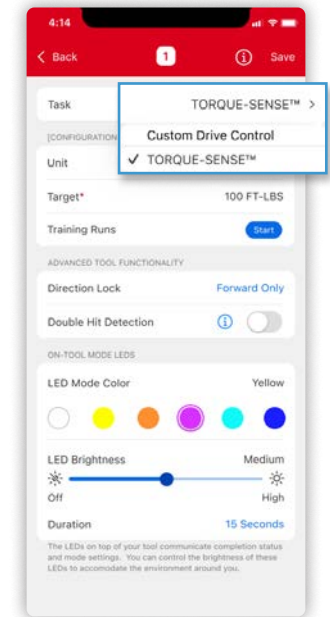 4:14
Back 1 Save
Task TORQUE-SENSE™
Custom Drive Control
✓ TORQUE-SENSE™
[CONFIGURATION
Unit
Target* 100 FT-LBS
Training Runs Start
ADVANCED TOOL FUNCTIONALITY
Direction Lock Forward Only
Double Hit Detection
ON-TOOL MODE LEDS
LED Mode Color Yellow
LED Brightness Medium
Off High
Duration 15 Seconds
The LEDs on top of your tool communicate completion status
and mode settings. You can control the brightness of these
LEDs to accomodate the environment around you.